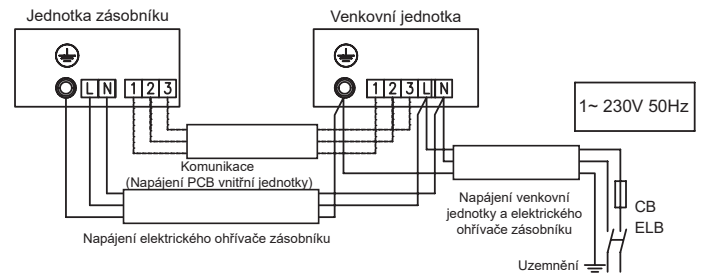 Jednotka zásobníku
Venkovní jednotka
L N 1 2 3
1 2 3 L N
1~ 230V 50Hz
Komunikace
(Napájení PCB vnitřní jednotky)
Napájení elektrického ohřívače zásobníku
Napájení venkovní
jednotky a elektrického
ohřívače zásobníku
CB
ELB
Uzemnění